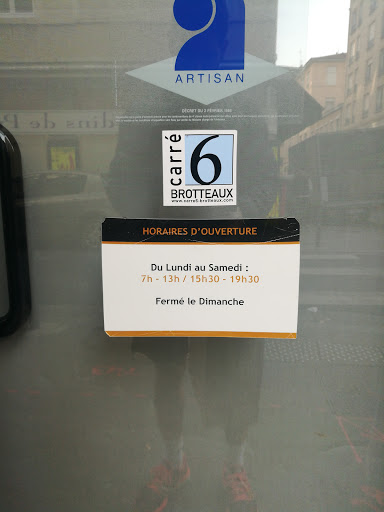 ARTISAN
carré
6
BROTTEAUX
www.carre6-brotteaux.com
HORAIRES D'OUVERTURE
Du Lundi au Samedi :
7h - 13h / 15h30 - 19h30
Fermé le Dimanche